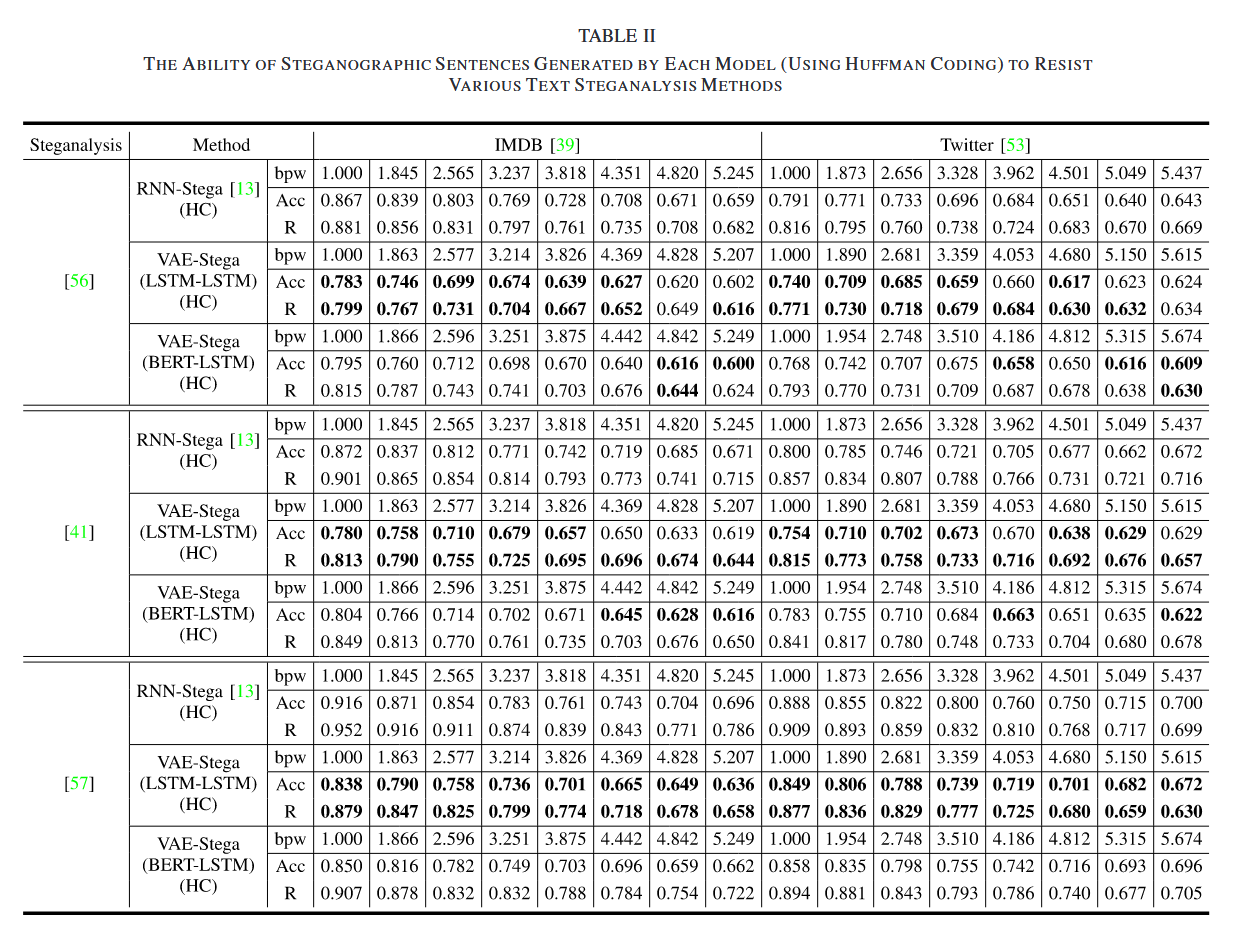 TABLE II
THE ABILITY OF STEGANOGRAPHIC SENTENCES GENERATED BY EACH MODEL (USING HUFFMAN CODING) TO RESIST
VARIOUS TEXT STEGANALYSIS METHODS
Steganalysis Method IMDB [39] Twitter [53]
[56]
RNN-Stega [13]
(HC)
bpw 1.000 1.845 2.565 3.237 3.818 4.351 4.820 5.245 1.000 1.873 2.656 3.328 3.962 4.501 5.049 5.437
Acc 0.867 0.839 0.803 0.769 0.728 0.708 0.671 0.659 0.791 0.771 0.733 0.696 0.684 0.651 0.640 0.643
R 0.881 0.856 0.831 0.797 0.761 0.735 0.708 0.682 0.816 0.795 0.760 0.738 0.724 0.683 0.670 0.669
VAE-Stega
(LSTM-LSTM)
(HC)
bpw 1.000 1.863 2.577 3.214 3.826 4.369 4.828 5.207 1.000 1.890 2.681 3.359 4.053 4.680 5.150 5.615
Acc 0.783 0.746 0.699 0.674 0.639 0.627 0.620 0.602 0.740 0.709 0.685 0.659 0.660 0.617 0.623 0.624
R 0.799 0.767 0.731 0.704 0.667 0.652 0.649 0.616 0.771 0.730 0.718 0.679 0.684 0.630 0.632 0.634
VAE-Stega
(BERT-LSTM)
(HC)
bpw 1.000 1.866 2.596 3.251 3.875 4.442 4.842 5.249 1.000 1.954 2.748 3.510 4.186 4.812 5.315 5.674
Acc 0.795 0.760 0.712 0.698 0.670 0.640 0.616 0.600 0.768 0.742 0.707 0.675 0.658 0.650 0.616 0.609
R 0.815 0.787 0.743 0.741 0.703 0.676 0.644 0.624 0.793 0.770 0.731 0.709 0.687 0.678 0.638 0.630
[41]
RNN-Stega [13]
(HC)
bpw 1.000 1.845 2.565 3.237 3.818 4.351 4.820 5.245 1.000 1.873 2.656 3.328 3.962 4.501 5.049 5.437
Acc 0.872 0.837 0.812 0.771 0.742 0.719 0.685 0.671 0.800 0.785 0.746 0.721 0.705 0.677 0.662 0.672
R 0.901 0.865 0.854 0.814 0.793 0.773 0.741 0.715 0.857 0.834 0.807 0.788 0.766 0.731 0.721 0.716
VAE-Stega
(LSTM-LSTM)
(HC)
bpw 1.000 1.863 2.577 3.214 3.826 4.369 4.828 5.207 1.000 1.890 2.681 3.359 4.053 4.680 5.150 5.615
Acc 0.780 0.758 0.710 0.679 0.657 0.650 0.633 0.619 0.754 0.710 0.702 0.673 0.670 0.638 0.629 0.629
R 0.813 0.790 0.755 0.725 0.695 0.696 0.674 0.644 0.815 0.773 0.758 0.733 0.716 0.692 0.676 0.657
VAE-Stega
(BERT-LSTM)
(HC)
bpw 1.000 1.866 2.596 3.251 3.875 4.442 4.842 5.249 1.000 1.954 2.748 3.510 4.186 4.812 5.315 5.674
Acc 0.804 0.766 0.714 0.702 0.671 0.645 0.628 0.616 0.783 0.755 0.710 0.684 0.663 0.651 0.635 0.622
R 0.849 0.813 0.770 0.761 0.735 0.703 0.676 0.650 0.841 0.817 0.780 0.748 0.733 0.704 0.680 0.678
[57]
RNN-Stega [13]
(HC)
bpw 1.000 1.845 2.565 3.237 3.818 4.351 4.820 5.245 1.000 1.873 2.656 3.328 3.962 4.501 5.049 5.437
Acc 0.916 0.871 0.854 0.783 0.761 0.743 0.704 0.696 0.888 0.855 0.822 0.800 0.760 0.750 0.715 0.700
R 0.952 0.916 0.911 0.874 0.839 0.843 0.771 0.786 0.909 0.893 0.859 0.832 0.810 0.768 0.717 0.699
VAE-Stega
(LSTM-LSTM)
(HC)
bpw 1.000 1.863 2.577 3.214 3.826 4.369 4.828 5.207 1.000 1.890 2.681 3.359 4.053 4.680 5.150 5.615
Acc 0.838 0.790 0.758 0.736 0.701 0.665 0.649 0.636 0.849 0.806 0.788 0.739 0.719 0.701 0.682 0.672
R 0.879 0.847 0.825 0.799 0.774 0.718 0.678 0.658 0.877 0.836 0.829 0.777 0.725 0.680 0.659 0.630
VAE-Stega
(BERT-LSTM)
(HC)
bpw 1.000 1.866 2.596 3.251 3.875 4.442 4.842 5.249 1.000 1.954 2.748 3.510 4.186 4.812 5.315 5.674
Acc 0.850 0.816 0.782 0.749 0.703 0.696 0.659 0.662 0.858 0.835 0.798 0.755 0.742 0.716 0.693 0.696
R 0.907 0.878 0.832 0.832 0.788 0.784 0.754 0.722 0.894 0.881 0.843 0.793 0.786 0.740 0.677 0.705